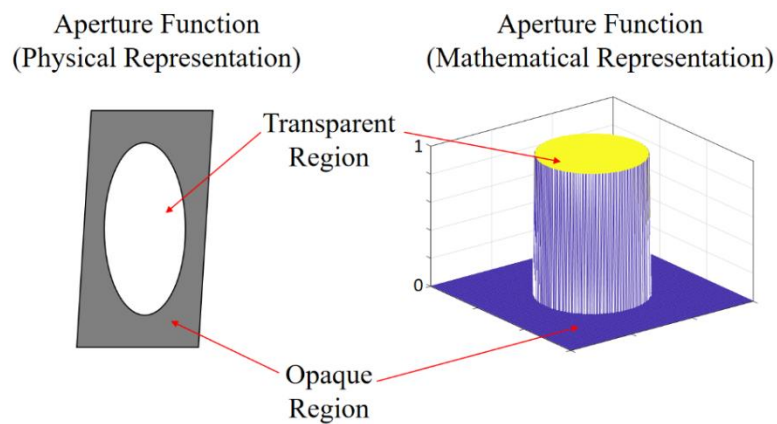 Aperture Function
(Physical Representation)
Aperture Function
(Mathematical Representation)
Transparent
Region
1
0
Opaque
Region